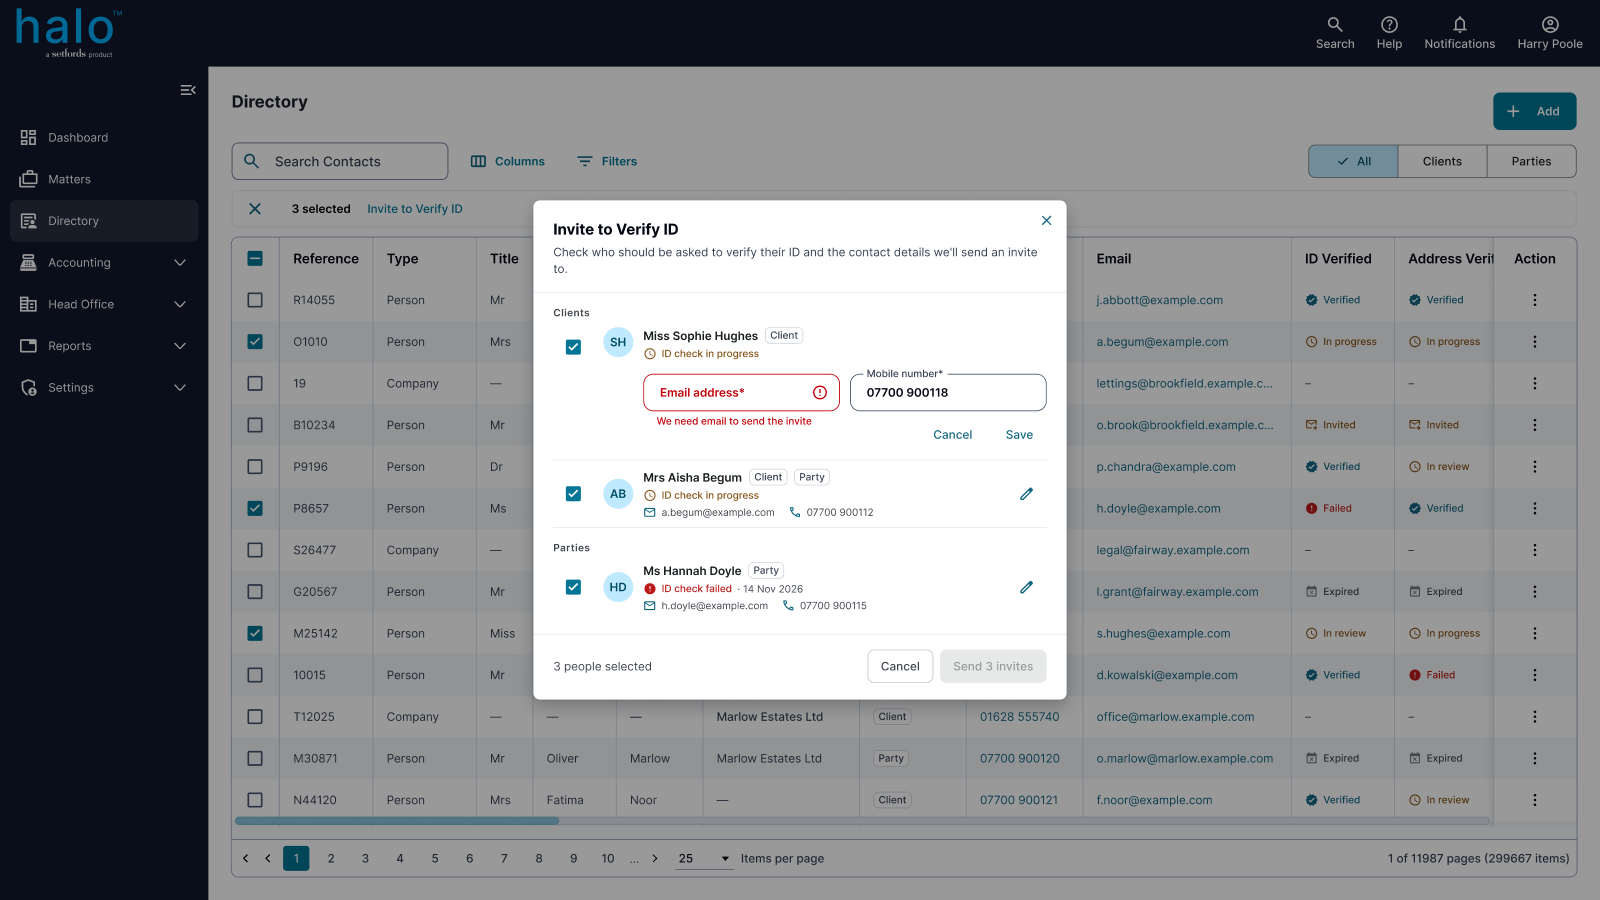 halo™
a setfords product
Search
Help
Notifications
Harry Poole
Dashboard
Matters
Directory
Accounting
Head Office
Reports
Settings
Directory
+ Add
Search Contacts
Columns
Filters
All
Clients
Parties
3 selected
Invite to Verify ID
Reference Type Title Email ID Verified Address Verif Action
R14055 Person Mr j.abbott@example.com Verified Verified
O1010 Person Mrs a.begum@example.com In progress In progress
19 Company — lettings@brookfield.example.c... – –
B10234 Person Mr o.brook@brookfield.example.c... Invited Invited
P9196 Person Dr p.chandra@example.com Verified In review
P8657 Person Ms h.doyle@example.com Failed Verified
S26477 Company — legal@fairway.example.com – –
G20567 Person Mr l.grant@fairway.example.com Expired Expired
M25142 Person Miss s.hughes@example.com In review In progress
10015 Person Mr d.kowalski@example.com Verified Failed
T12025 Company — — — Marlow Estates Ltd Client 01628 555740 office@marlow.example.com – –
M30871 Person Mr Oliver Marlow Marlow Estates Ltd Party 07700 900120 o.marlow@marlow.example.com Expired Expired
N44120 Person Mrs Fatima Noor — Client 07700 900121 f.noor@example.com Verified In review
1 2 3 4 5 6 7 8 9 10 ... 25 Items per page
1 of 11987 pages (299667 items)
Invite to Verify ID
Check who should be asked to verify their ID and the contact details we'll send an invite
to.
Clients
SH
Miss Sophie Hughes Client
ID check in progress
Email address*
We need email to send the invite
Mobile number*
07700 900118
Cancel
Save
AB
Mrs Aisha Begum Client Party
ID check in progress
a.begum@example.com 07700 900112
Parties
HD
Ms Hannah Doyle Party
ID check failed · 14 Nov 2026
h.doyle@example.com 07700 900115
3 people selected
Cancel
Send 3 invites